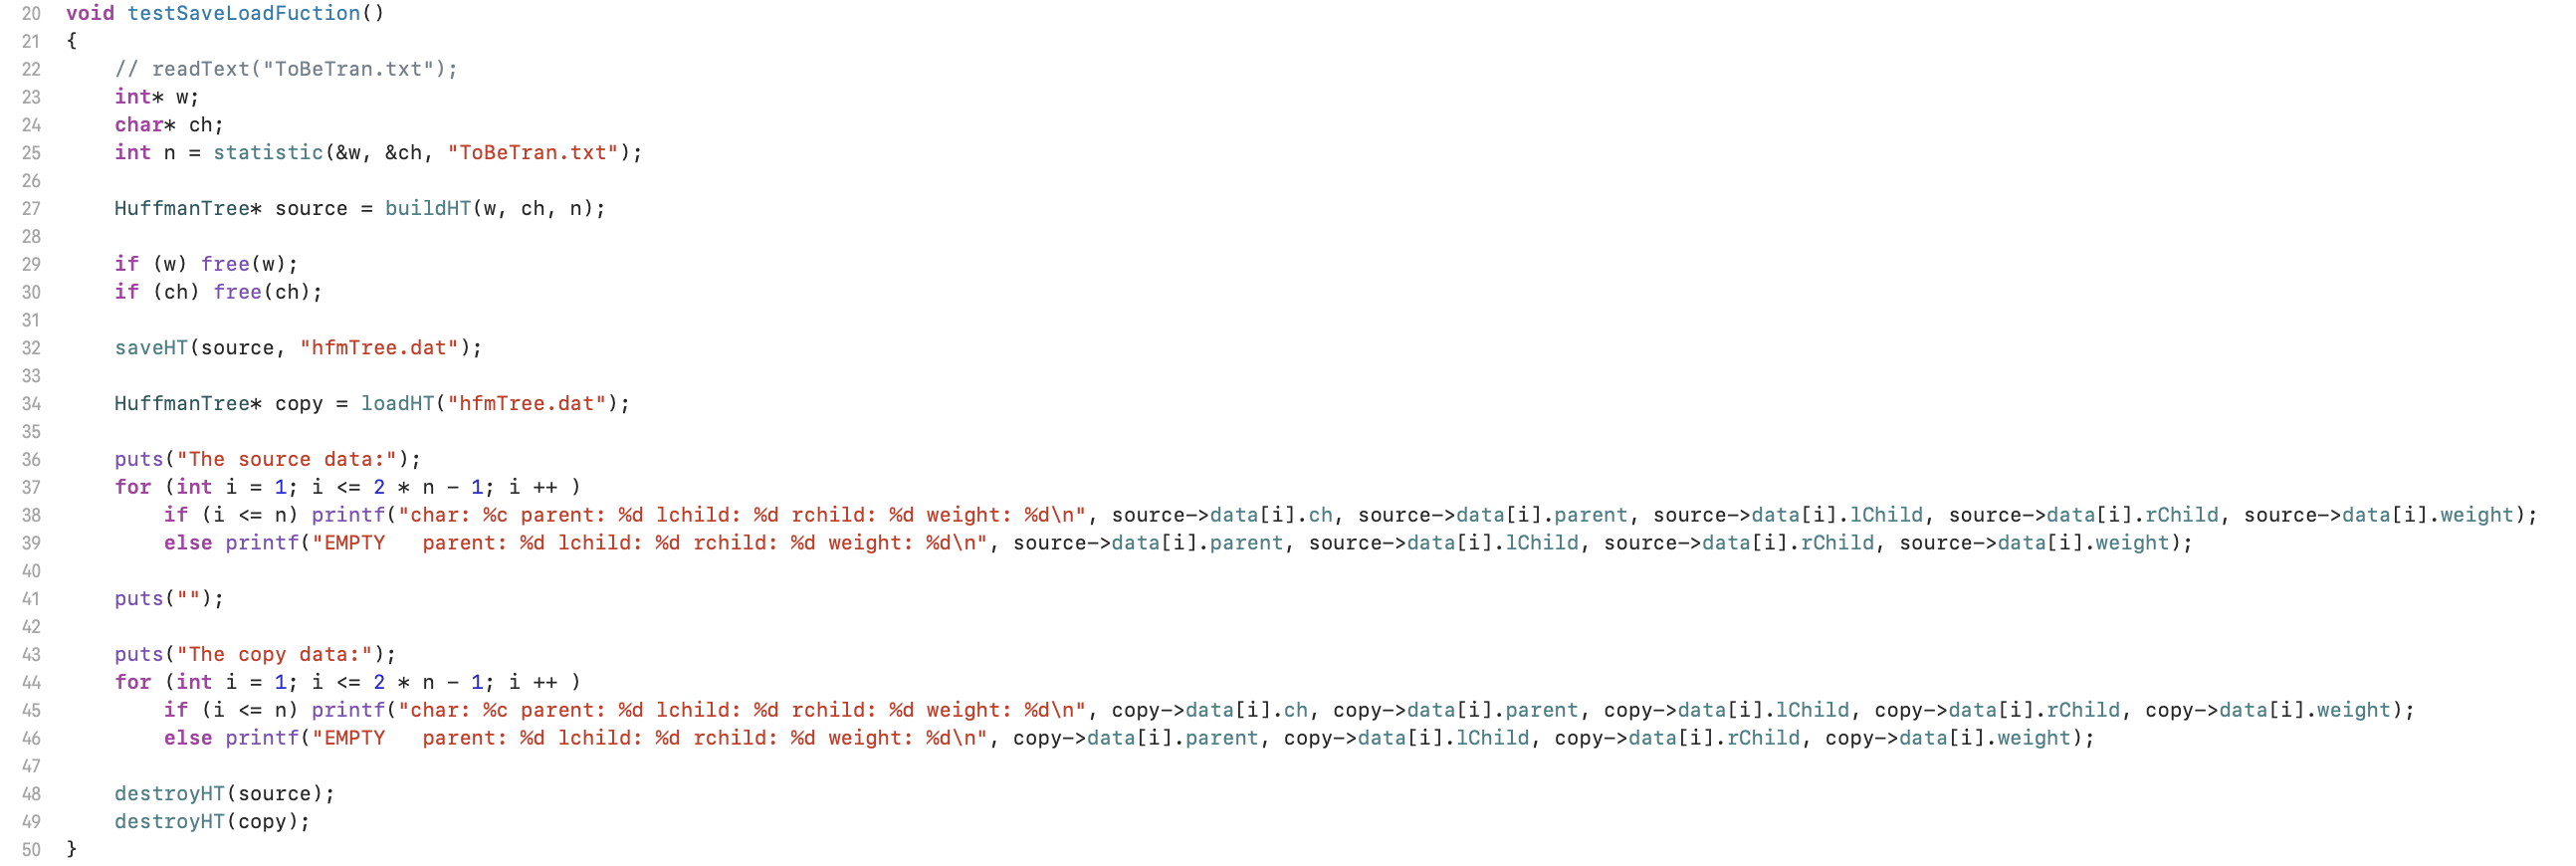 20 void testSaveLoadFuction()
21 {
22     // readText("ToBeTran.txt");
23     int* w;
24     char* ch;
25     int n = statistic(&w, &ch, "ToBeTran.txt");
26
27     HuffmanTree* source = buildHT(w, ch, n);
28
29     if (w) free(w);
30     if (ch) free(ch);
31
32     saveHT(source, "hfmTree.dat");
33
34     HuffmanTree* copy = loadHT("hfmTree.dat");
35
36     puts("The source data:");
37     for (int i = 1; i <= 2 * n - 1; i ++ )
38         if (i <= n) printf("char: %c parent: %d lchild: %d rchild: %d weight: %d\n", source->data[i].ch, source->data[i].parent, source->data[i].lChild, source->data[i].rChild, source->data[i].weight);
39         else printf("EMPTY   parent: %d lchild: %d rchild: %d weight: %d\n", source->data[i].parent, source->data[i].lChild, source->data[i].rChild, source->data[i].weight);
40
41     puts("");
42
43     puts("The copy data:");
44     for (int i = 1; i <= 2 * n - 1; i ++ )
45         if (i <= n) printf("char: %c parent: %d lchild: %d rchild: %d weight: %d\n", copy->data[i].ch, copy->data[i].parent, copy->data[i].lChild, copy->data[i].rChild, copy->data[i].weight);
46         else printf("EMPTY   parent: %d lchild: %d rchild: %d weight: %d\n", copy->data[i].parent, copy->data[i].lChild, copy->data[i].rChild, copy->data[i].weight);
47
48     destroyHT(source);
49     destroyHT(copy);
50 }